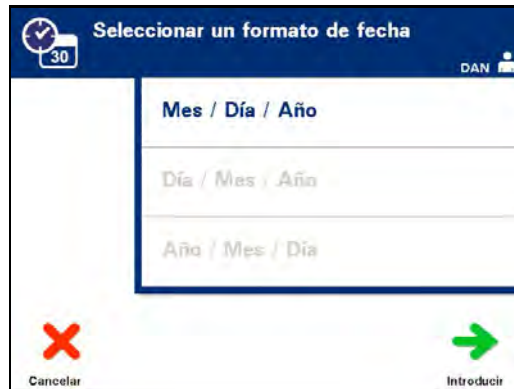 Seleccionar un formato de fecha
30
DAN
Mes / Día / Año
Día / Mes / Año
Año / Mes / Día
Cancelar
Introducir